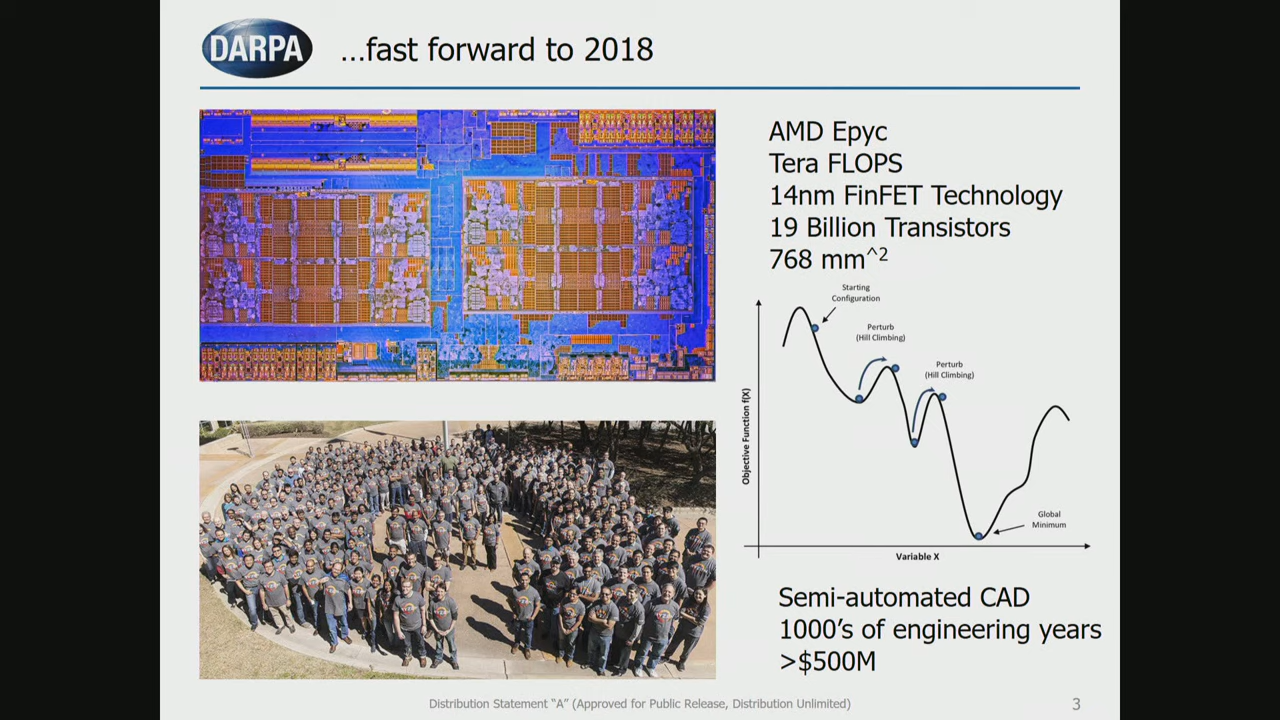 DARPA
...fast forward to 2018
AMD Epyc
Tera FLOPS
14nm FinFET Technology
19 Billion Transistors
768 mm^2
Starting
Configuration
Perturb
(Hill Climbing)
Perturb
(Hill Climbing)
Objective Function f(X)
Global
Minimum
Variable X
Semi-automated CAD
1000's of engineering years
>$500M
Distribution Statement "A" (Approved for Public Release, Distribution Unlimited)
3